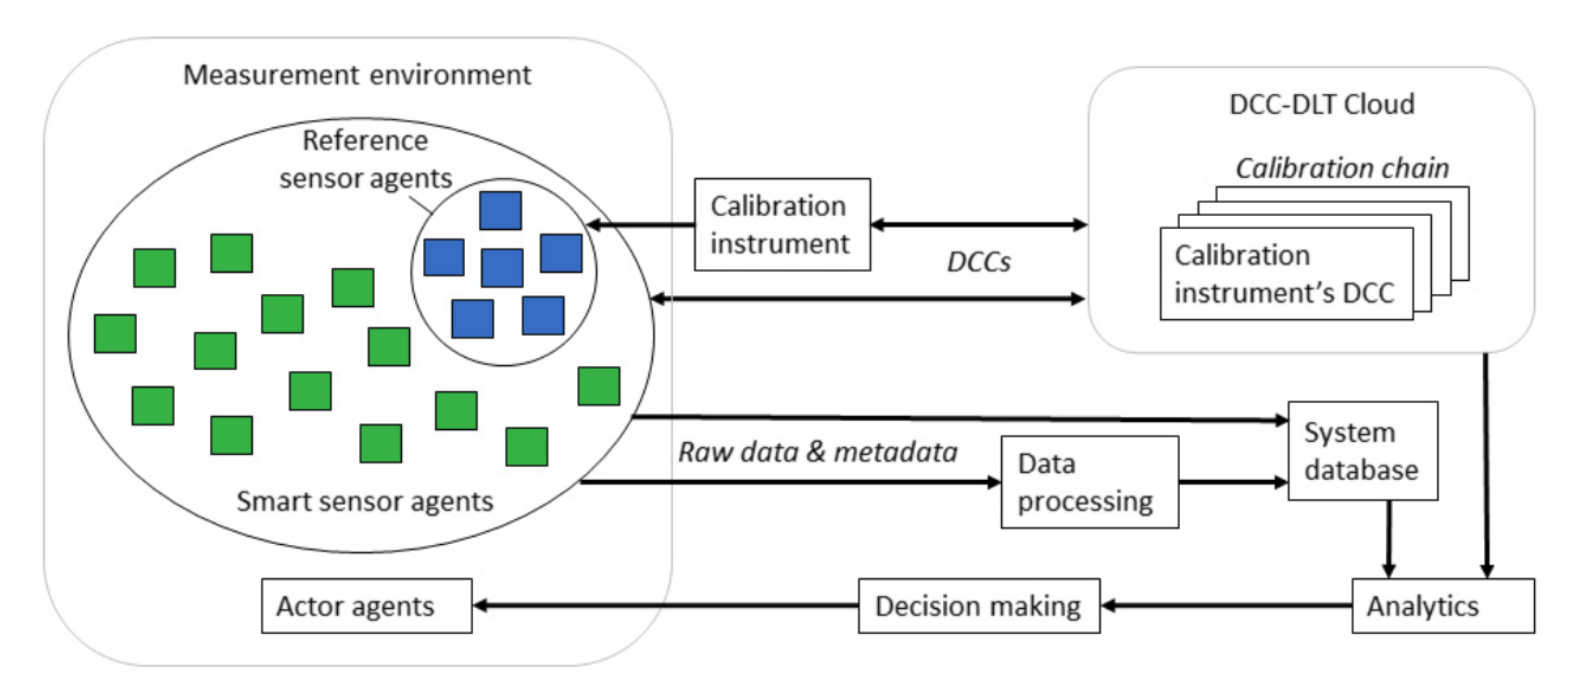 Measurement environment
Reference
sensor agents
Smart sensor agents
Actor agents
Calibration
instrument
DCCs
DCC-DLT Cloud
Calibration chain
Calibration
instrument's DCC
Raw data & metadata
Data
processing
System
database
Decision making
Analytics